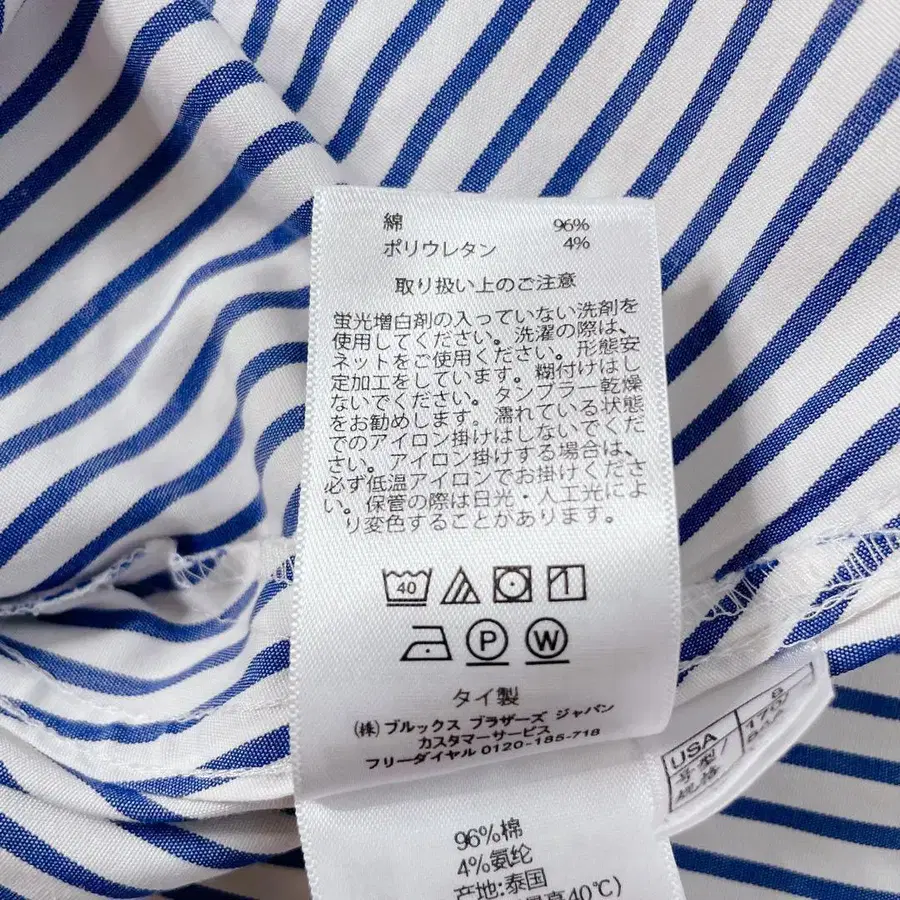 綿 96%
ポリウレタン 4%
取り扱い上のご注意
蛍光増白剤の入っていない洗剤を
使用してください。洗濯の際は、
ネットをご使用ください。形態安
定加工をしています。糊付けはし
ないでください。タンブラー乾燥
をお勧めします。濡れている状態
でのアイロン掛けはしないでくだ
さい。アイロン掛けする場合は、
必ず低温アイロンでお掛けくださ
い。保管の際は日光・人工光によ
り変色することがあります。
40
P W
タイ製
(株) ブルックス ブラザーズ ジャパン
カスタマーサービス
フリーダイヤル 0120-185-718
USA 8
号型/ 170/
规格
96%棉
4%氨纶
产地:泰国
最高40℃)